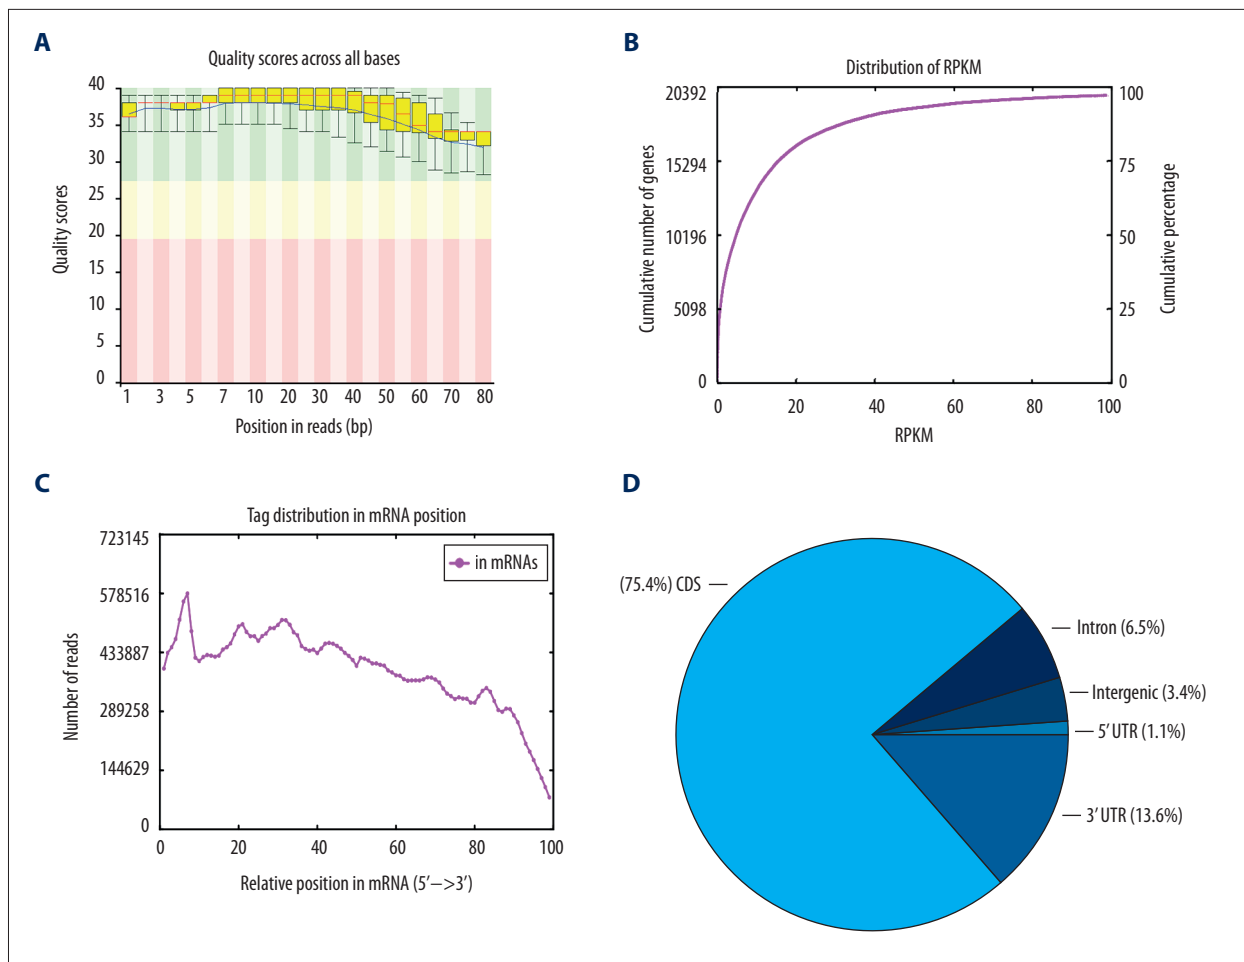 A
Quality scores across all bases
40
35
30
25
20
15
10
5
0
Quality scores
1 3 5 7 10 20 30 40 60 70 80
Position in reads (bp)
B
Distribution of RPKM
20392
15294
10196
5098
0
Cumulative number of genes
100
75
50
25
0
Cumulative percentage
0 20 40 60 80 100
RPKM
C
Tag distribution in mRNA position
723145
578516
433887
289258
144629
0
Number of reads
in mRNAs
0 20 40 60 80 100
Relative position in mRNA (5′—>3′)
D
(75.4%) CDS
Intron (6.5%)
Intergenic (3.4%)
5′ UTR (1.1%)
3′ UTR (13.6%)